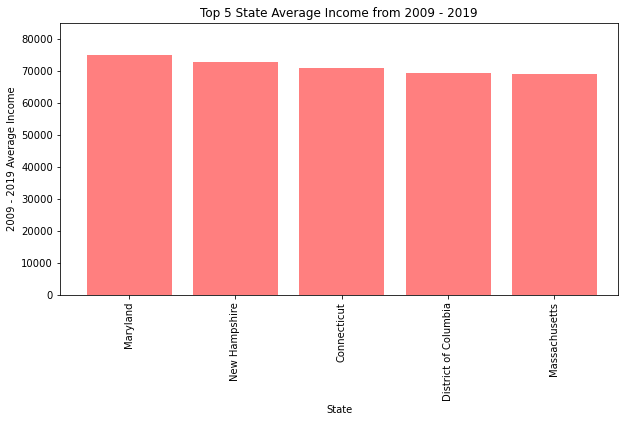 Top 5 State Average Income from 2009 - 2019
2009 - 2019 Average Income
80000
70000
60000
50000
40000
30000
20000
10000
0
Maryland
New Hampshire
Connecticut
District of Columbia
Massachusetts
State